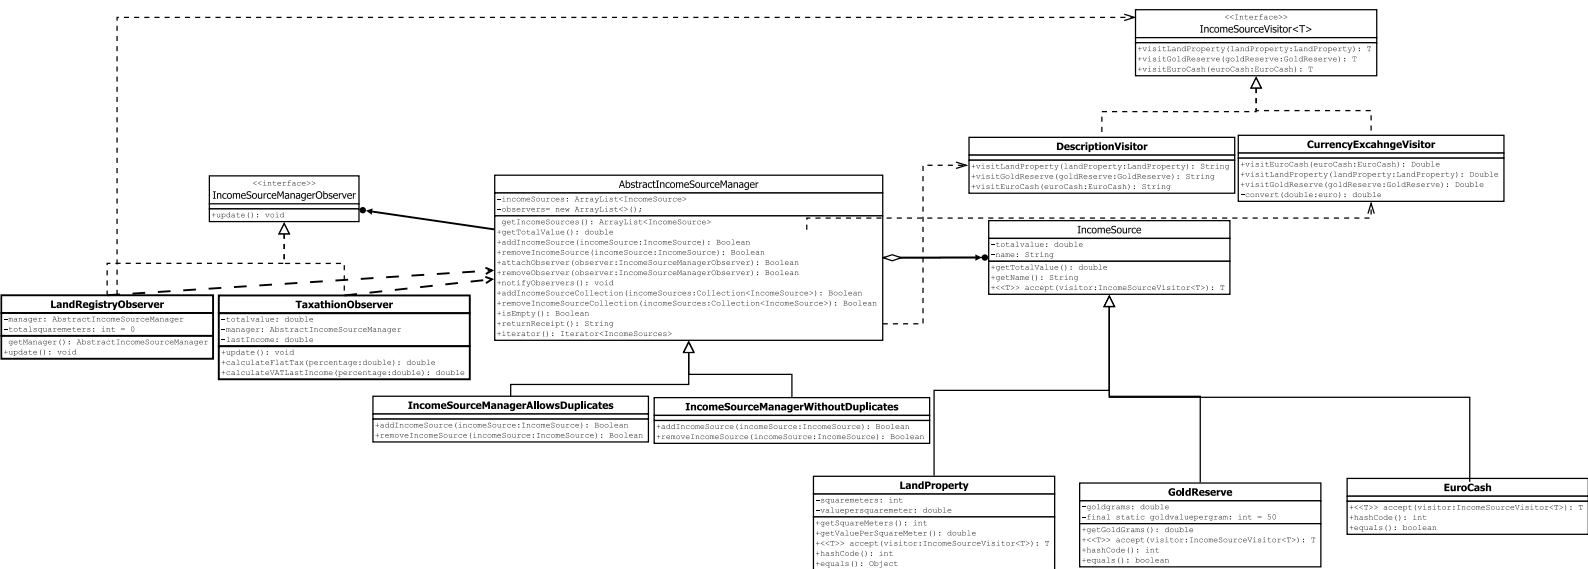 <<Interface>>
IncomeSourceVisitor<T>
+visitLandProperty(landProperty:LandProperty): T
+visitGoldReserve(goldReserve:GoldReserve): T
+visitEuroCash(euroCash:EuroCash): T
DescriptionVisitor
+visitLandProperty(landProperty:LandProperty): String
+visitGoldReserve(goldReserve:GoldReserve): String
+visitEuroCash(euroCash:EuroCash): String
CurrencyExcahngeVisitor
+visitEuroCash(euroCash:EuroCash): Double
+visitLandProperty(landProperty:LandProperty): Double
+visitGoldReserve(goldReserve:GoldReserve): Double
-convert(double:euro): double
<<interface>>
IncomeSourceManagerObserver
+update(): void
AbstractIncomeSourceManager
-incomeSources: ArrayList<IncomeSource>
-observers= new ArrayList<>();
getIncomeSources(): ArrayList<IncomeSource>
+getTotalValue(): double
+addIncomeSource(incomeSource:IncomeSource): Boolean
+removeIncomeSource(incomeSource:IncomeSource): Boolean
+attachObserver(observer:IncomeSourceManagerObserver): Boolean
+removeObserver(observer:IncomeSourceManagerObserver): Boolean
+notifyObservers(): void
+addIncomeSourceCollection(incomeSources:Collection<IncomeSource>): Boolean
+removeIncomeSourceCollection(incomeSources:Collection<IncomeSource>): Boolean
+isEmpty(): Boolean
+returnReceipt(): String
+iterator(): Iterator<IncomeSources>
IncomeSource
-totalvalue: double
-name: String
+getTotalValue(): double
+getName(): String
+<<T>> accept(visitor:IncomeSourceVisitor<T>): T
LandRegistryObserver
-manager: AbstractIncomeSourceManager
-totalsquaremeters: int = 0
getManager(): AbstractIncomeSourceManager
+update(): void
TaxathionObserver
-totalvalue: double
-manager: AbstractIncomeSourceManager
-lastIncome: double
+update(): void
+calculateFlatTax(percentage:double): double
+calculateVATLastIncome(percentage:double): double
IncomeSourceManagerAllowsDuplicates
+addIncomeSource(incomeSource:IncomeSource): Boolean
+removeIncomeSource(incomeSource:IncomeSource): Boolean
IncomeSourceManagerWithoutDuplicates
+addIncomeSource(incomeSource:IncomeSource): Boolean
+removeIncomeSource(incomeSource:IncomeSource): Boolean
LandProperty
-squaremeters: int
-valuepersquaremeter: double
+getSquareMeters(): int
+getValuePerSquareMeter(): double
+<<T>> accept(visitor:IncomeSourceVisitor<T>): T
+hashCode(): int
+equals(): Object
GoldReserve
-goldgrams: double
-final static goldvaluepergram: int = 50
+getGoldGrams(): double
+<<T>> accept(visitor:IncomeSourceVisitor<T>): T
+hashCode(): int
+equals(): boolean
EuroCash
+<<T>> accept(visitor:IncomeSourceVisitor<T>): T
+hashCode(): int
+equals(): boolean